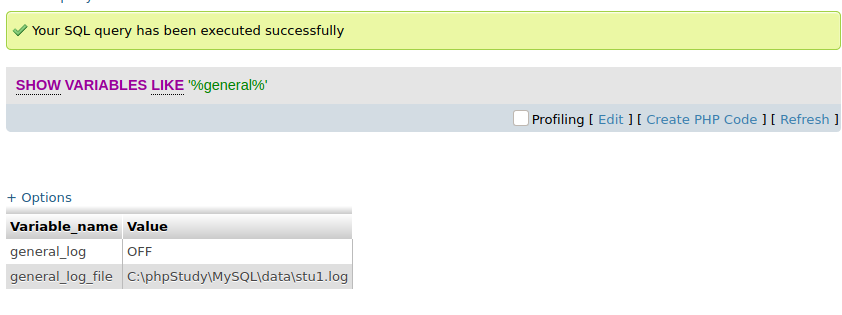 Your SQL query has been executed successfully
SHOW VARIABLES LIKE '%general%'
Profiling [ Edit ] [ Create PHP Code ] [ Refresh ]
+ Options
Variable_name Value
general_log OFF
general_log_file C:\phpStudy\MySQL\data\stu1.log